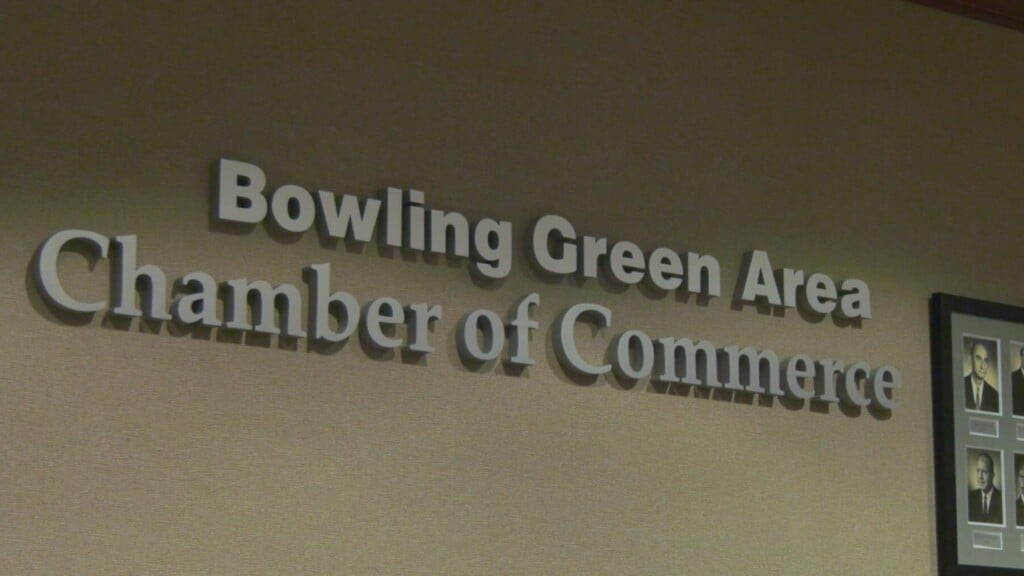 Bowling Green Area
Chamber of Commerce